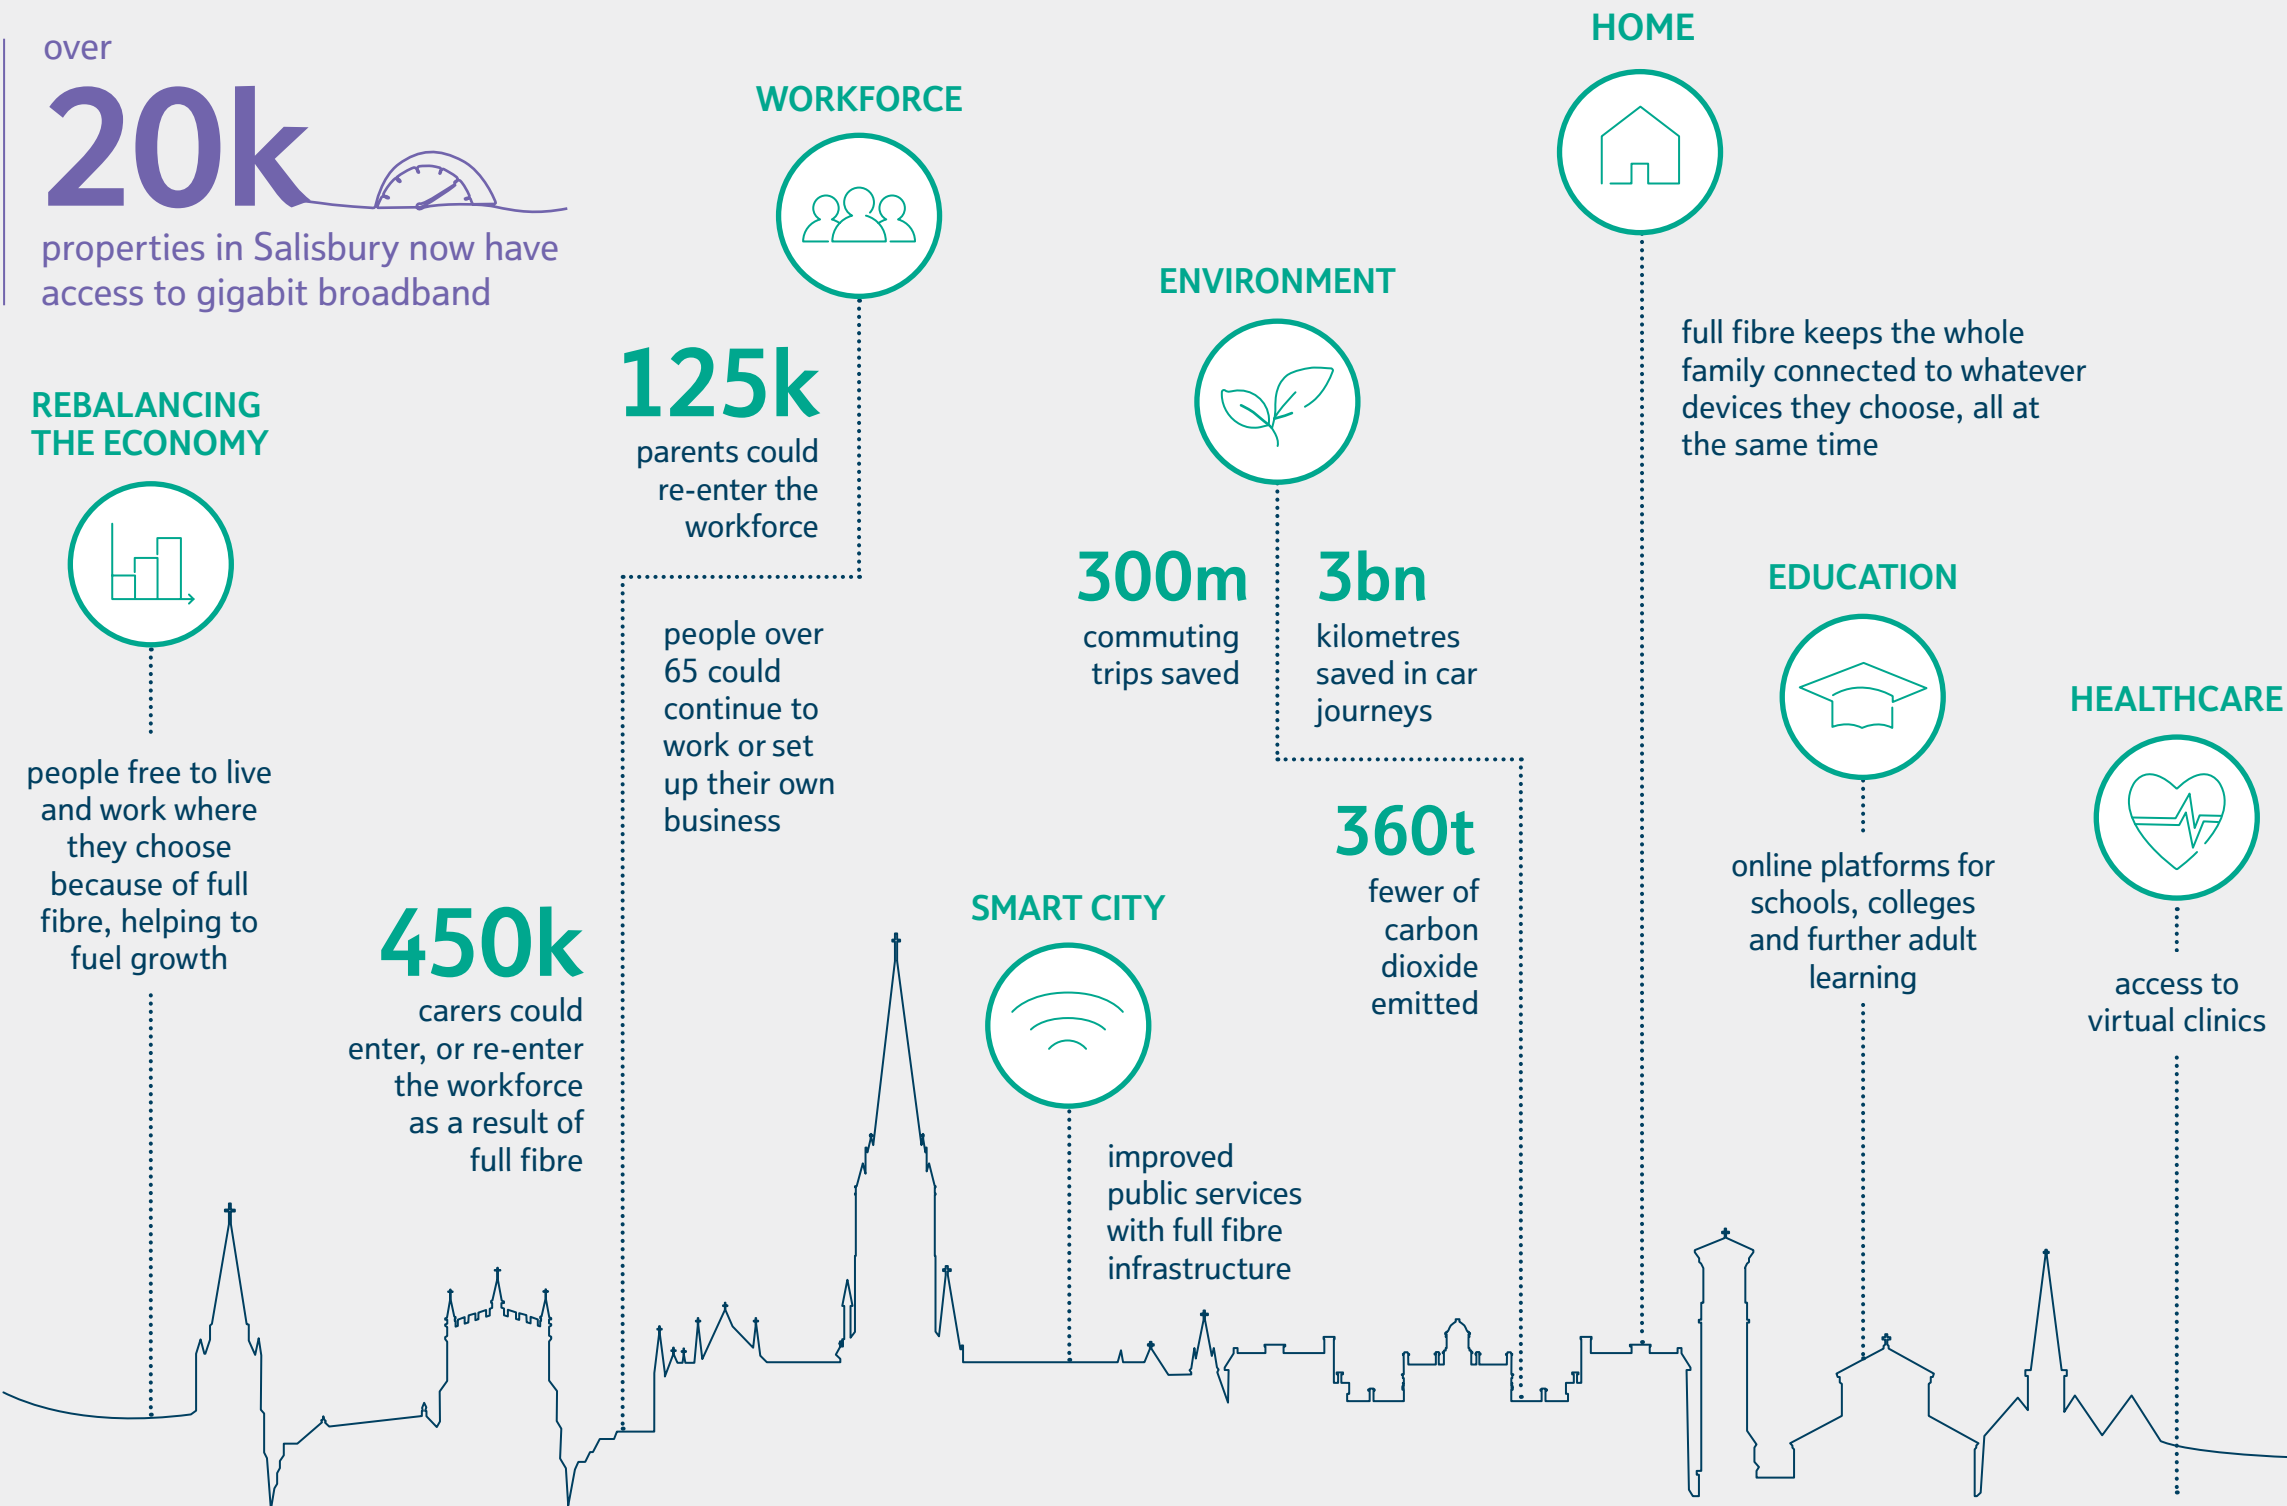 over
20k
properties in Salisbury now have
access to gigabit broadband
REBALANCING
THE ECONOMY
people free to live
and work where
they choose
because of full
fibre, helping to
fuel growth
WORKFORCE
125k
parents could
re-enter the
workforce
people over
65 could
continue to
work or set
up their own
business
450k
carers could
enter, or re-enter
the workforce
as a result of
full fibre
SMART CITY
improved
public services
with full fibre
infrastructure
ENVIRONMENT
300m
commuting
trips saved
3bn
kilometres
saved in car
journeys
360t
fewer of
carbon
dioxide
emitted
HOME
full fibre keeps the whole
family connected to whatever
devices they choose, all at
the same time
EDUCATION
online platforms for
schools, colleges
and further adult
learning
HEALTHCARE
access to
virtual clinics